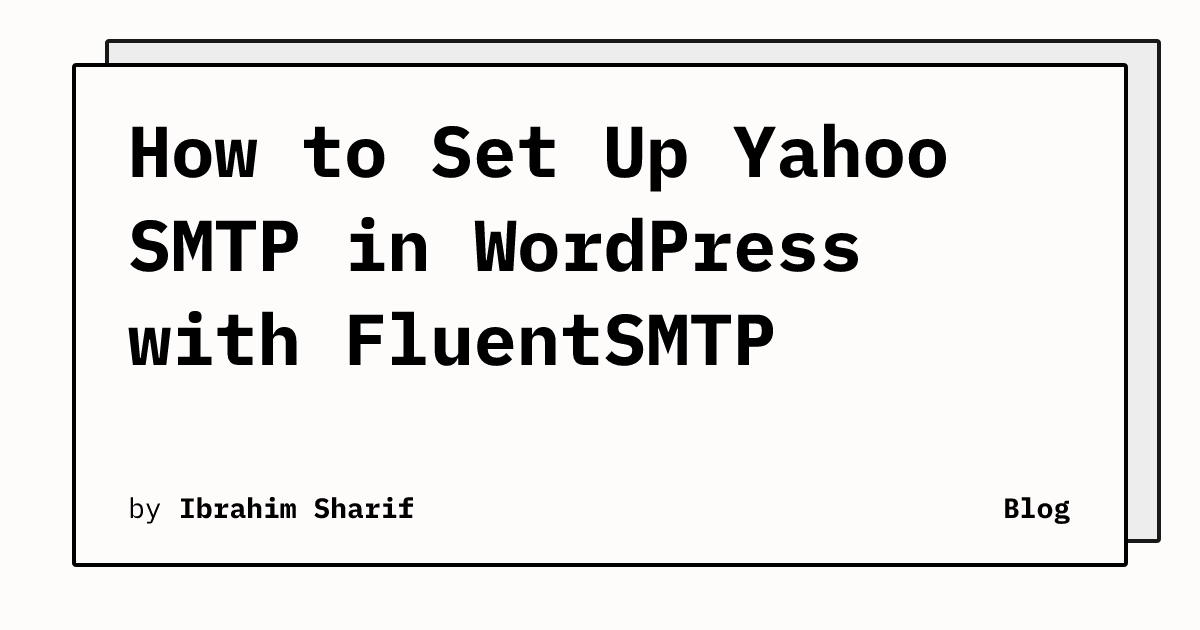 How to Set Up Yahoo
SMTP in WordPress
with FluentSMTP
by Ibrahim Sharif
Blog